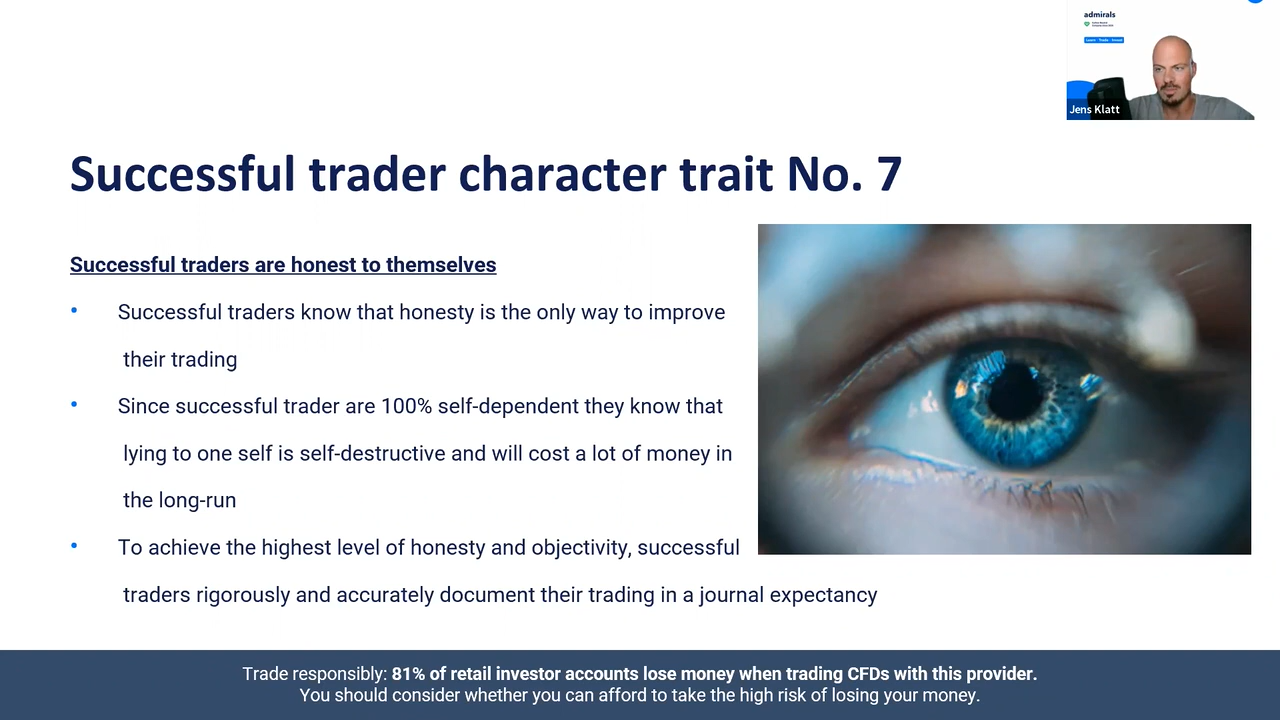 admirals
Jens Klatt
Successful trader character trait No. 7
Successful traders are honest to themselves
• Successful traders know that honesty is the only way to improve
their trading
• Since successful trader are 100% self-dependent they know that
lying to one self is self-destructive and will cost a lot of money in
the long-run
• To achieve the highest level of honesty and objectivity, successful
traders rigorously and accurately document their trading in a journal expectancy
Trade responsibly: 81% of retail investor accounts lose money when trading CFDs with this provider.
You should consider whether you can afford to take the high risk of losing your money.